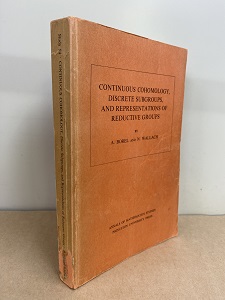 CONTINUOUS COHOMOLOGY,
DISCRETE SUBGROUPS,
AND REPRESENTATIONS OF
REDUCTIVE GROUPS
BY
A. BOREL AND N. WALLACH
ANNALS OF MATHEMATICS STUDIES
PRINCETON UNIVERSITY PRESS